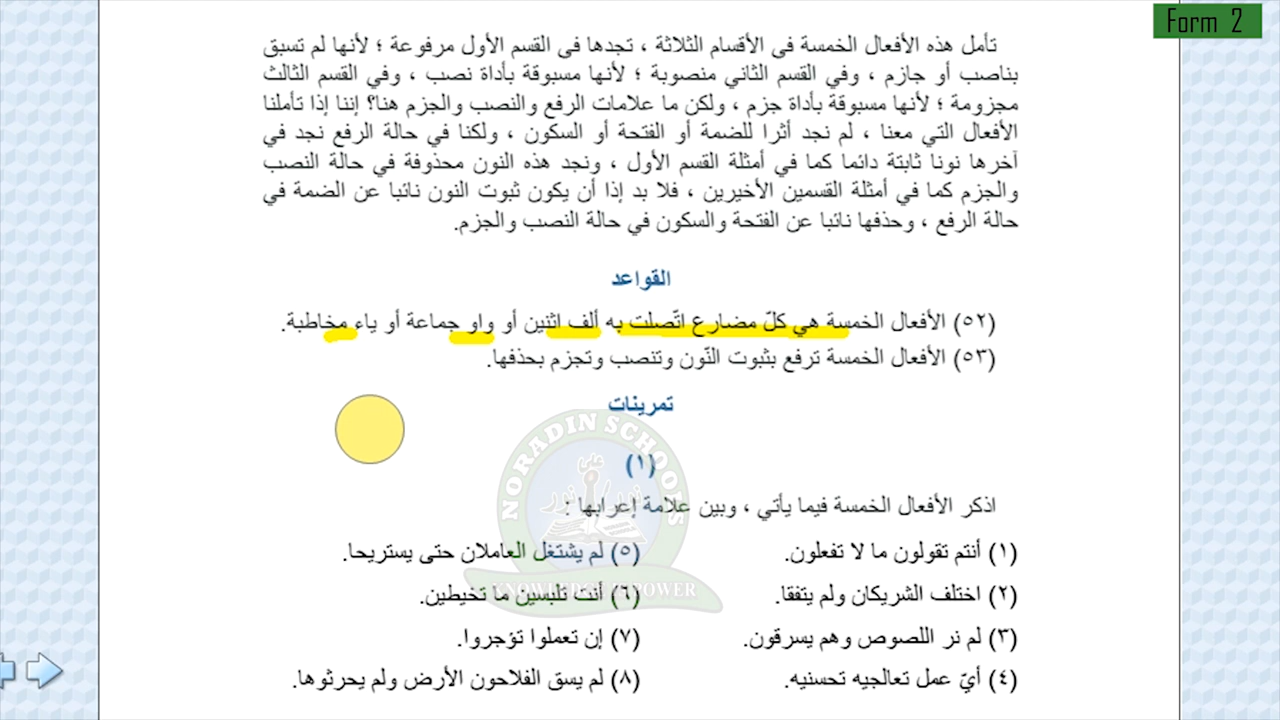 Form 2
تأمل هذه الأفعال الخمسة فى الأقسام الثلاثة ، تجدها فى القسم الأول مرفوعة ؛ لأنها لم تسبق
بناصب أو جازم ، وفي القسم الثاني منصوبة ؛ لأنها مسبوقة بأداة نصب ، وفي القسم الثالث
مجزومة ؛ لأنها مسبوقة بأداة جزم ، ولكن ما علامات الرفع والنصب والجزم هنا؟ إننا إذا تأملنا
الأفعال التي معنا ، لم نجد أثرا للضمة أو الفتحة أو السكون ، ولكنا في حالة الرفع نجد في
آخرها نونا ثابتة دائما كما في أمثلة القسم الأول ، ونجد هذه النون محذوفة في حالة النصب
والجزم كما في أمثلة القسمين الأخيرين ، فلا بد إذا أن يكون ثبوت النون نائبا عن الضمة في
حالة الرفع ، وحذفها نائبا عن الفتحة والسكون في حالة النصب والجزم.
القواعد
(٥٢) الأفعال الخمسة هي كلّ مضارع اتّصلت به ألف اثنين أو واو جماعة أو ياء مخاطبة.
(٥٣) الأفعال الخمسة ترفع بثبوت النّون وتنصب وتجزم بحذفها.
تمرينات
(١)
اذكر الأفعال الخمسة فيما يأتي ، وبين علامة إعرابها :
(١) أنتم تقولون ما لا تفعلون.
(٢) اختلف الشريكان ولم يتفقا.
(٣) لم نر اللصوص وهم يسرقون.
(٤) أيّ عمل تعالجيه تحسنيه.
(٥) لم يشتغل العاملان حتى يستريحا.
(٦) أنت تلبسين ما تخيطين.
(٧) إن تعملوا تؤجروا.
(٨) لم يسق الفلاحون الأرض ولم يحرثوها.
NORADIN SCHOOLS
KNOWLEDGE IS POWER